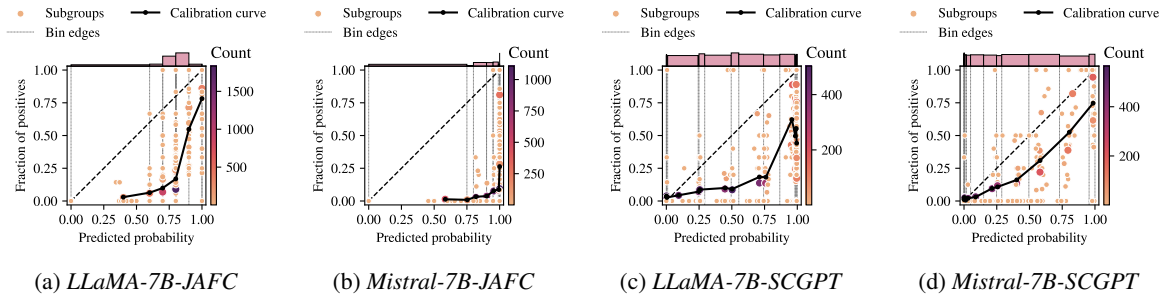 Subgroups Calibration curve
Bin edges
Count
1.00
0.75
0.50
0.25
0.00
Fraction of positives
0.00 0.25 0.50 0.75 1.00
Predicted probability
1500
1000
500
(a) LLaMA-7B-JAFC
Subgroups Calibration curve
Bin edges
Count
1.00
0.75
0.50
0.25
0.00
Fraction of positives
0.00 0.25 0.50 0.75 1.00
Predicted probability
1000
750
500
250
(b) Mistral-7B-JAFC
Subgroups Calibration curve
Bin edges
Count
1.00
0.75
0.50
0.25
0.00
Fraction of positives
0.00 0.25 0.50 0.75 1.00
Predicted probability
400
200
(c) LLaMA-7B-SCGPT
Subgroups Calibration curve
Bin edges
Count
1.00
0.75
0.50
0.25
0.00
Fraction of positives
0.00 0.25 0.50 0.75 1.00
Predicted probability
400
200
(d) Mistral-7B-SCGPT